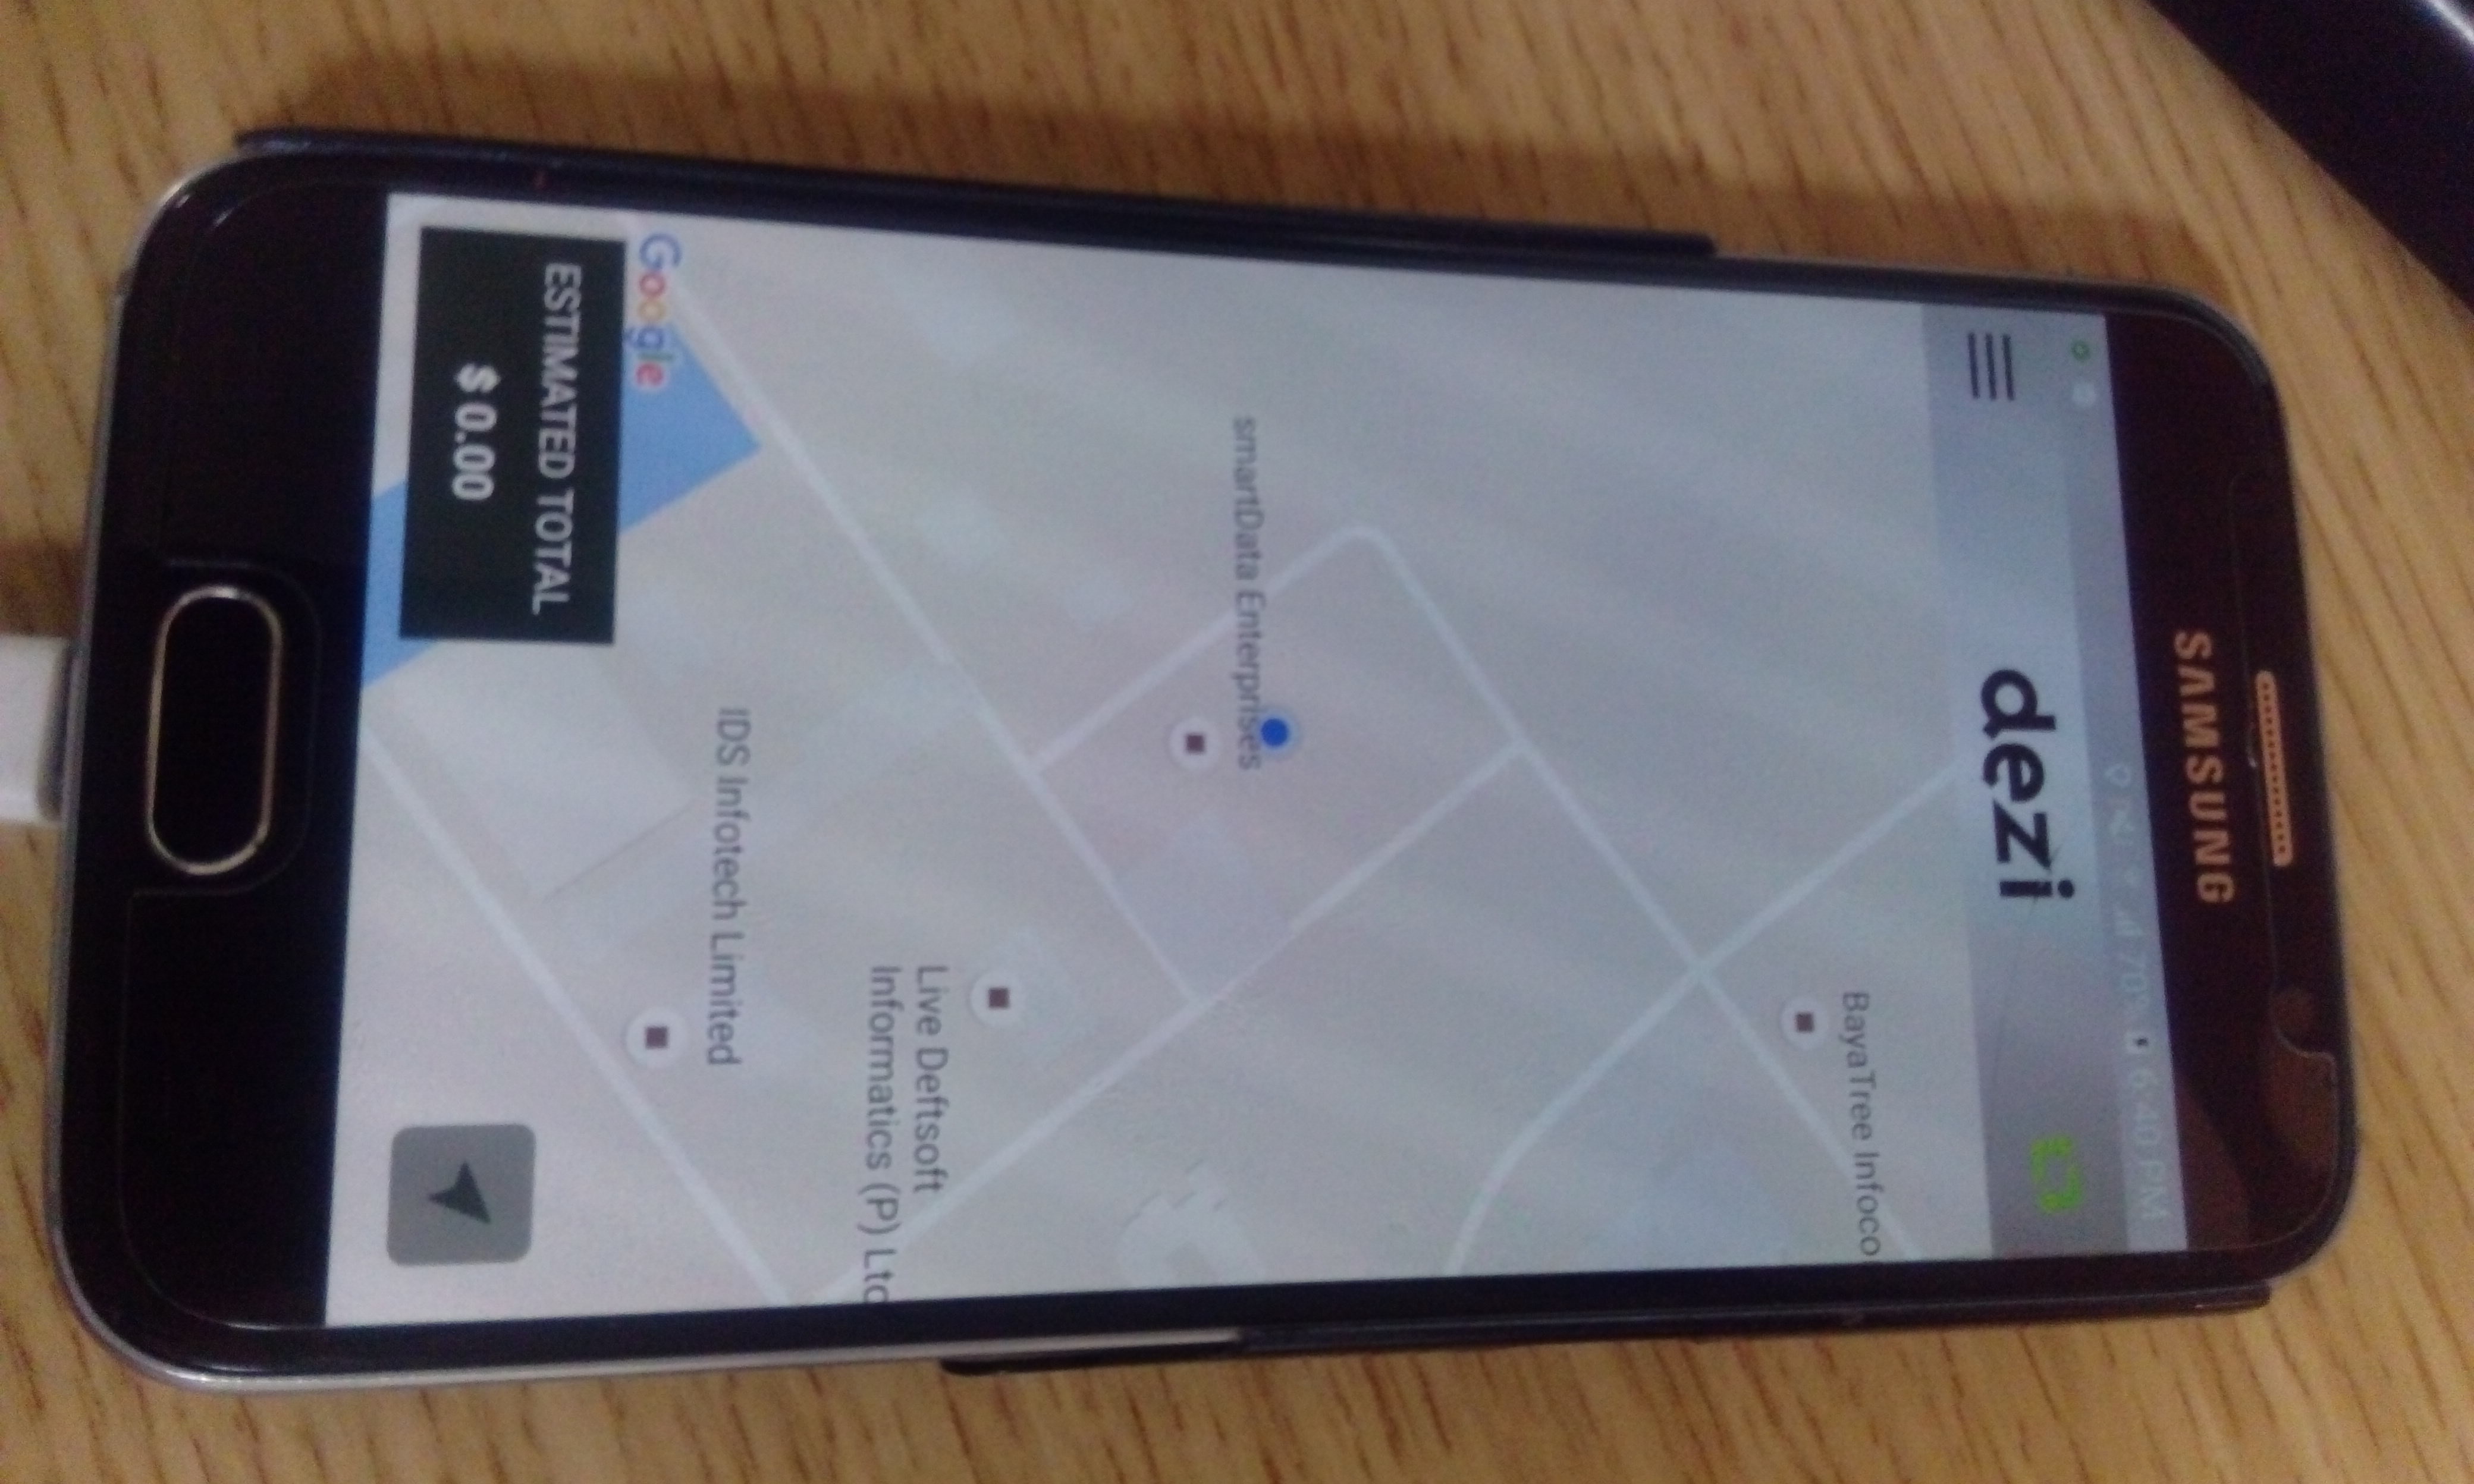 SAMSUNG
70% 6:40 PM
dezi
BayaTree Infoco
smartData Enterprises
Live Deftsoft
Informatics (P) Ltd
IDS Infotech Limited
Google
ESTIMATED TOTAL
$ 0.00